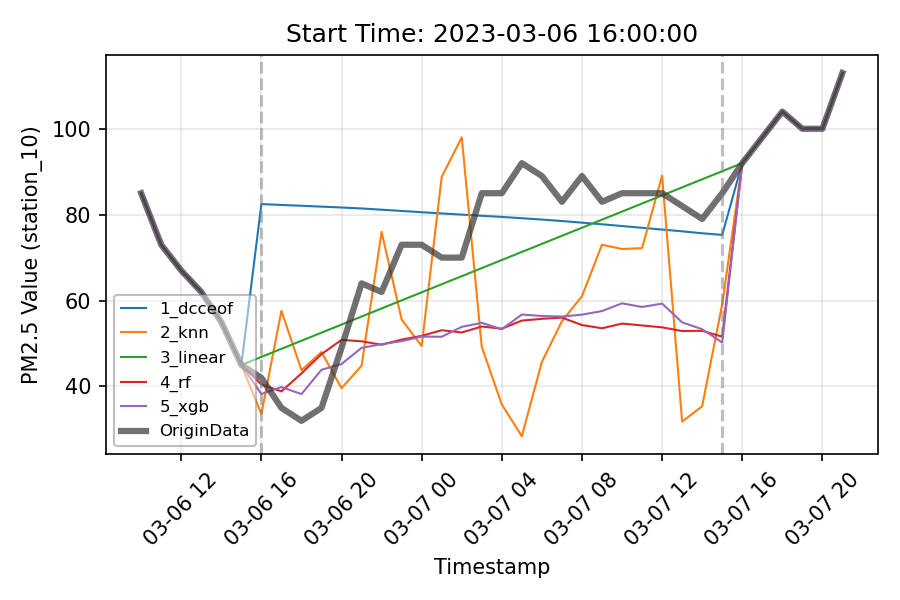 Start Time: 2023-03-06 16:00:00
PM2.5 Value (station_10)
100
80
60
40
1_dcceof
2_knn
3_linear
4_rf
5_xgb
OriginData
03-06 12
03-06 16
03-06 20
03-07 00
03-07 04
03-07 08
03-07 12
03-07 16
03-07 20
Timestamp